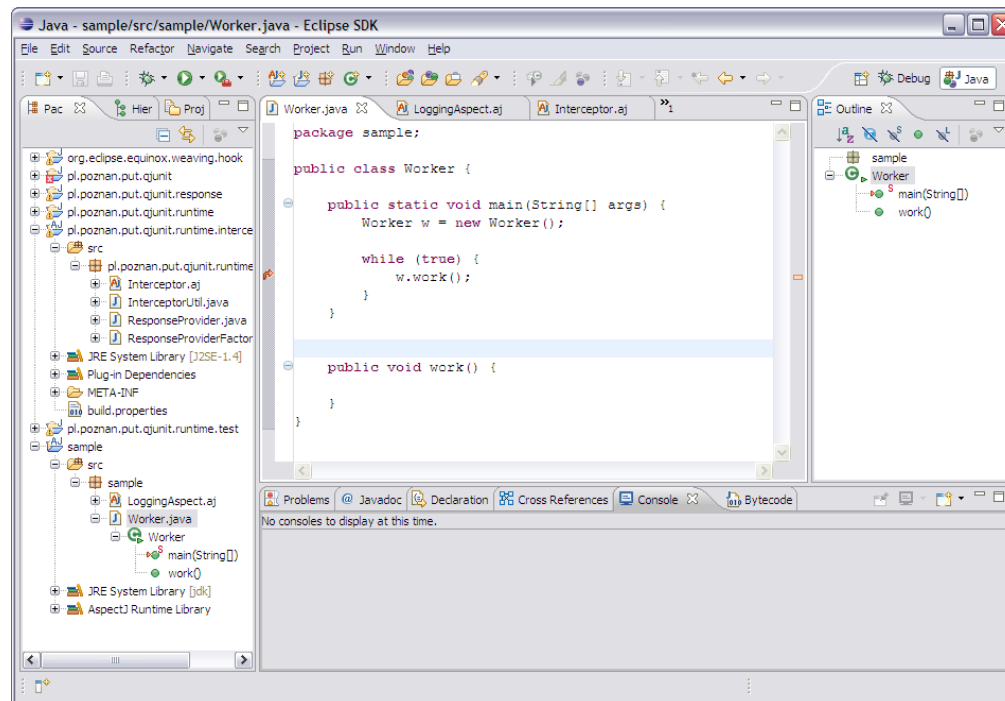 Java - sample/src/sample/Worker.java - Eclipse SDK
File Edit Source Refactor Navigate Search Project Run Window Help
Debug Java
Pac Hier Proj
org.eclipse.equinox.weaving.hook
pl.poznan.put.qjunit
pl.poznan.put.qjunit.response
pl.poznan.put.qjunit.runtime
pl.poznan.put.qjunit.runtime.interce
src
pl.poznan.put.qjunit.runtime
Interceptor.aj
InterceptorUtil.java
ResponseProvider.java
ResponseProviderFactor
JRE System Library [J2SE-1.4]
Plug-in Dependencies
META-INF
build.properties
pl.poznan.put.qjunit.runtime.test
sample
src
sample
LoggingAspect.aj
Worker.java
Worker
main(String[])
work()
JRE System Library [jdk]
AspectJ Runtime Library
Worker.java LoggingAspect.aj Interceptor.aj »1
package sample;
public class Worker {
public static void main(String[] args) {
Worker w = new Worker();
while (true) {
w.work();
}
}
public void work() {
}
}
Outline
sample
Worker
main(String[])
work()
Problems @ Javadoc Declaration Cross References Console Bytecode
No consoles to display at this time.